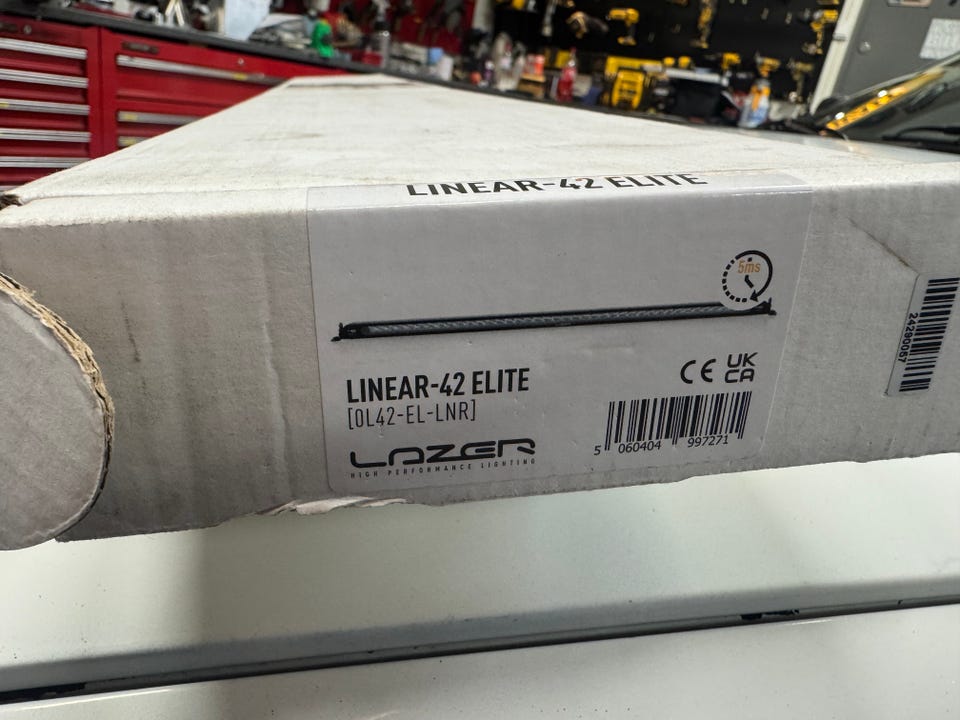 LINEAR-42 ELITE
5ms
LINEAR-42 ELITE
[0L42-EL-LNR]
CE UK
CA
LAZER
HIGH PERFORMANCE LIGHTING
5 060404 997271
24290057